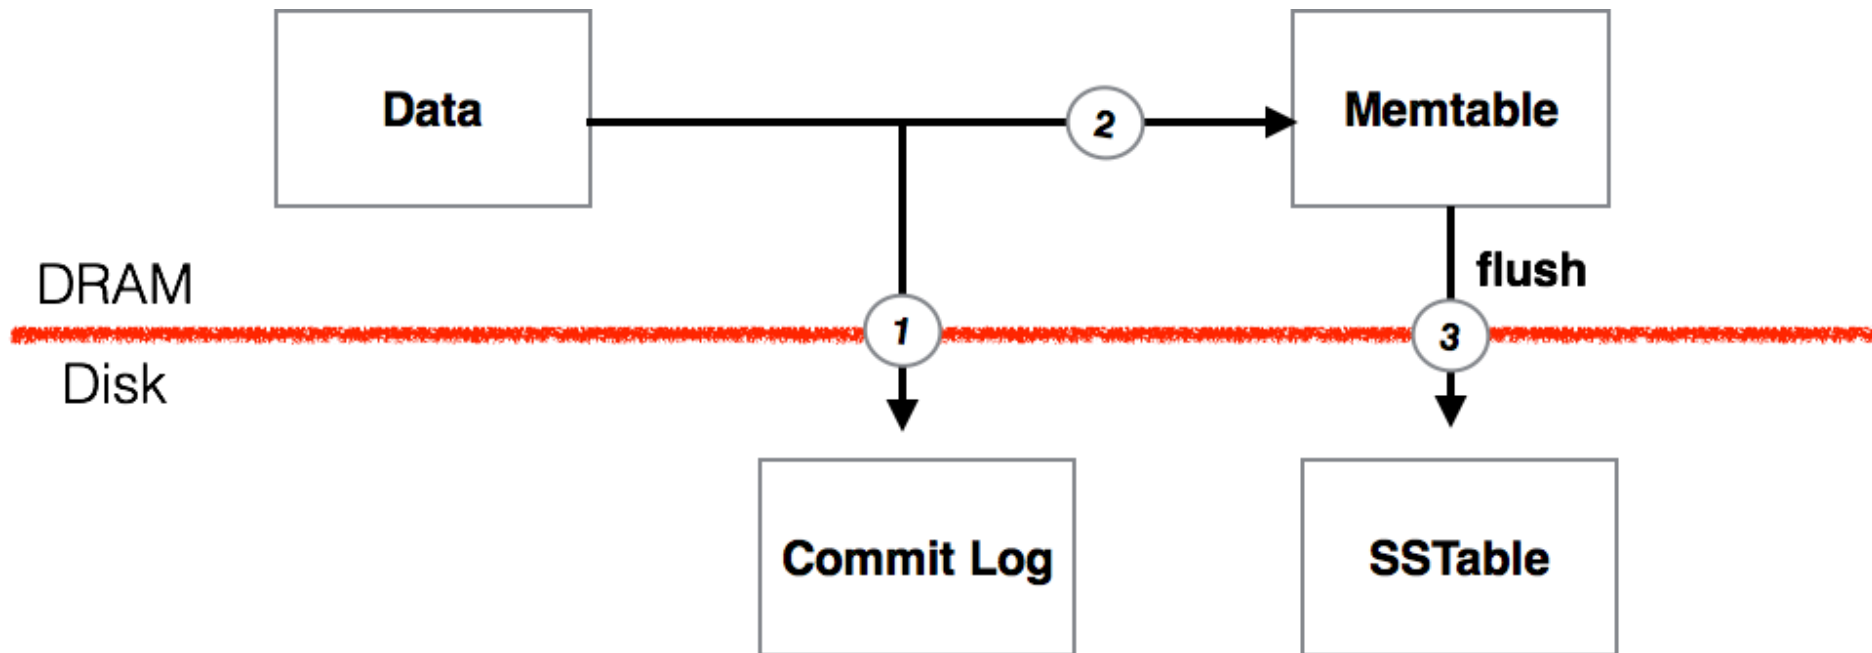 Data
2
Memtable
DRAM
flush
1
3
Disk
Commit Log
SSTable